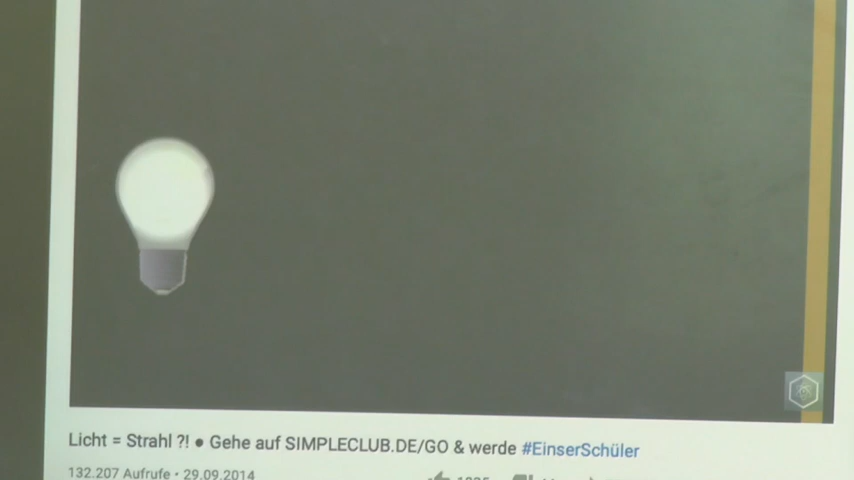 Licht = Strahl ?! ● Gehe auf SIMPLECLUB.DE/GO & werde #EinserSchüler
132.207 Aufrufe • 29.09.2014